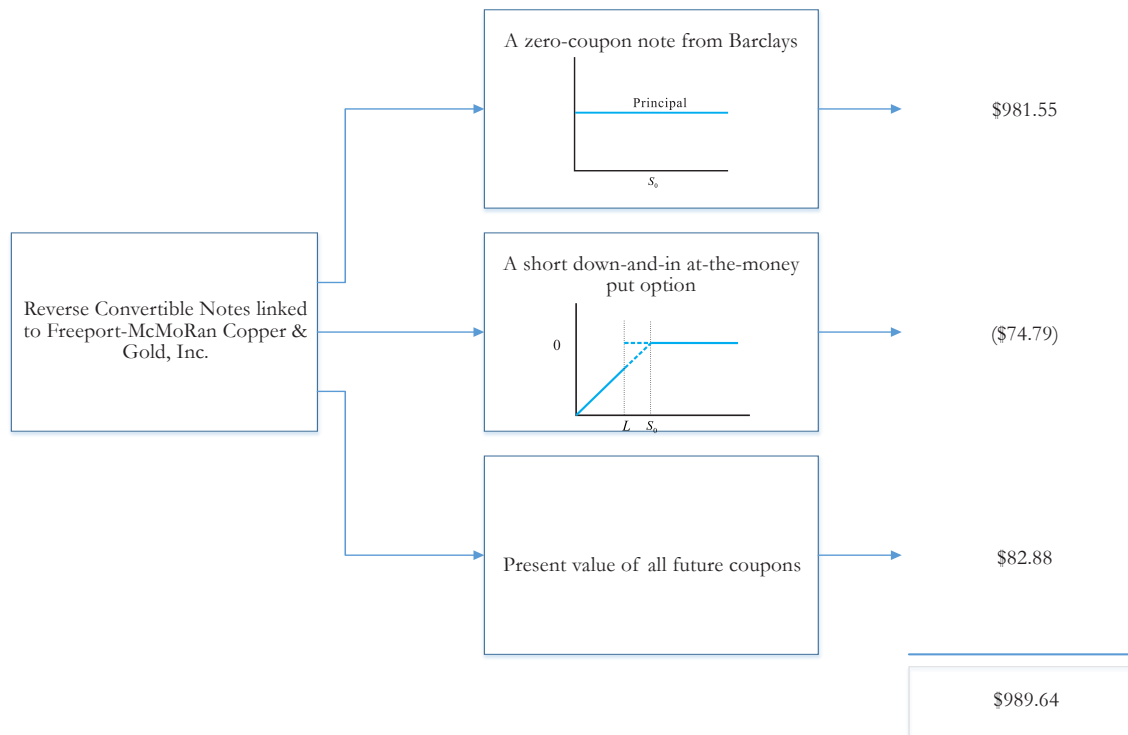 A zero-coupon note from Barclays
Principal
S₀
$981.55
Reverse Convertible Notes linked
to Freeport-McMoRan Copper &
Gold, Inc.
A short down-and-in at-the-money
put option
0
L S₀
($74.79)
Present value of all future coupons
$82.88
$989.64